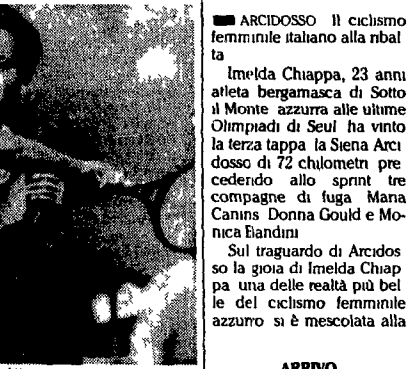 ARCIDOSSO Il ciclismo
femminile italiano alla ribal
ta
Imelda Chiappa, 23 anni
atleta bergamasca di Sotto
il Monte azzurra alle ultime
Olimpiadi di Seul ha vinto
la terza tappa la Siena Arci
dosso di 72 chilometri pre
cedendo allo sprint tre
compagne di fuga Maria
Canins Donna Gould e Mo-
nica Bandini
Sul traguardo di Arcidos
so la gioia di Imelda Chiap
pa una delle realtà più bel
le del ciclismo femminile
azzurro si è mescolata alla
ARRIVO